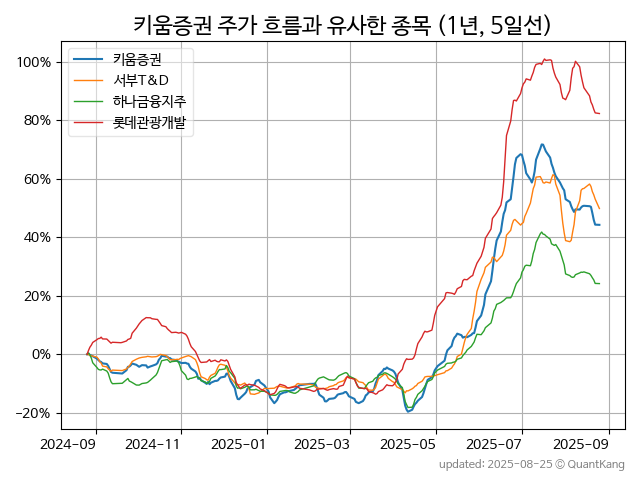 키움증권 주가 흐름과 유사한 종목 (1년, 5일선)
키움증권
서부T&D
하나금융지주
롯데관광개발
100%
80%
60%
40%
20%
0%
−20%
2024-09 2024-11 2025-01 2025-03 2025-05 2025-07 2025-09
updated: 2025-08-25 © QuantKang